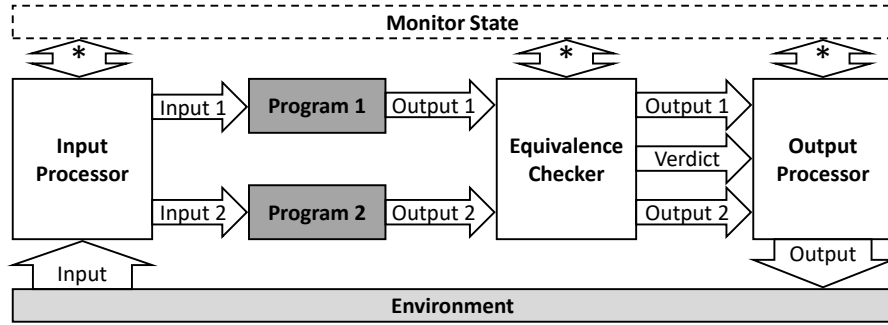 Monitor State
* * *
Input 1 Program 1 Output 1 Output 1
Input
Processor
Equivalence
Checker
Verdict
Output
Processor
Input 2 Program 2 Output 2 Output 2
Input
Output
Environment